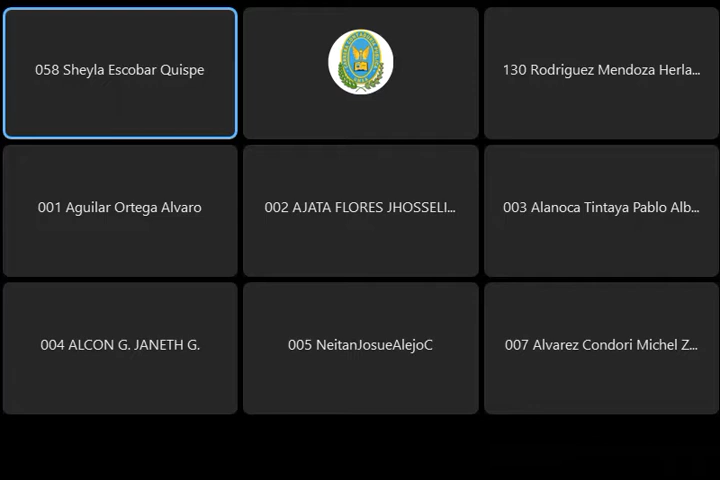 058 Sheyla Escobar Quispe
130 Rodriguez Mendoza Herla...
001 Aguilar Ortega Alvaro
002 AJATA FLORES JHOSSELI...
003 Alanoca Tintaya Pablo Alb...
004 ALCON G. JANETH G.
005 NeitanJosueAlejoC
007 Alvarez Condori Michel Z...